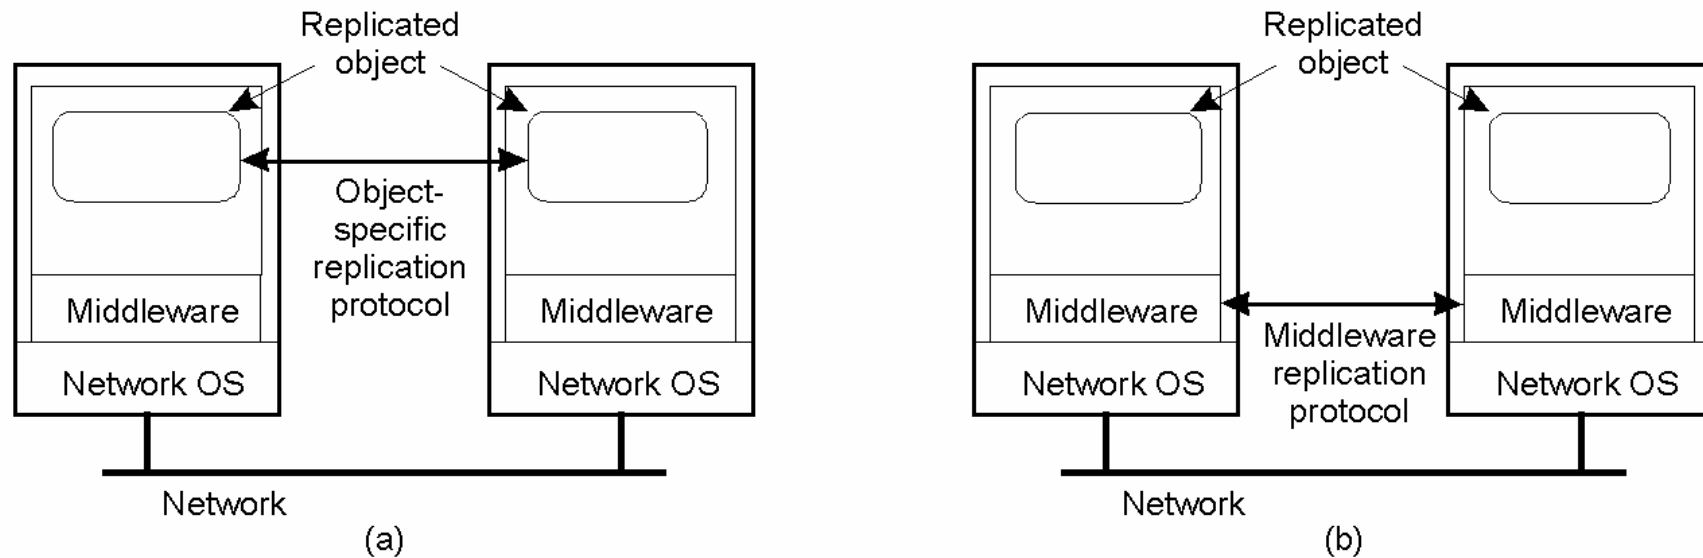 Replicated
object
Object-
specific
replication
protocol
Middleware
Middleware
Network OS
Network OS
Network
(a)
Replicated
object
Middleware
Middleware
Middleware
replication
protocol
Network OS
Network OS
Network
(b)